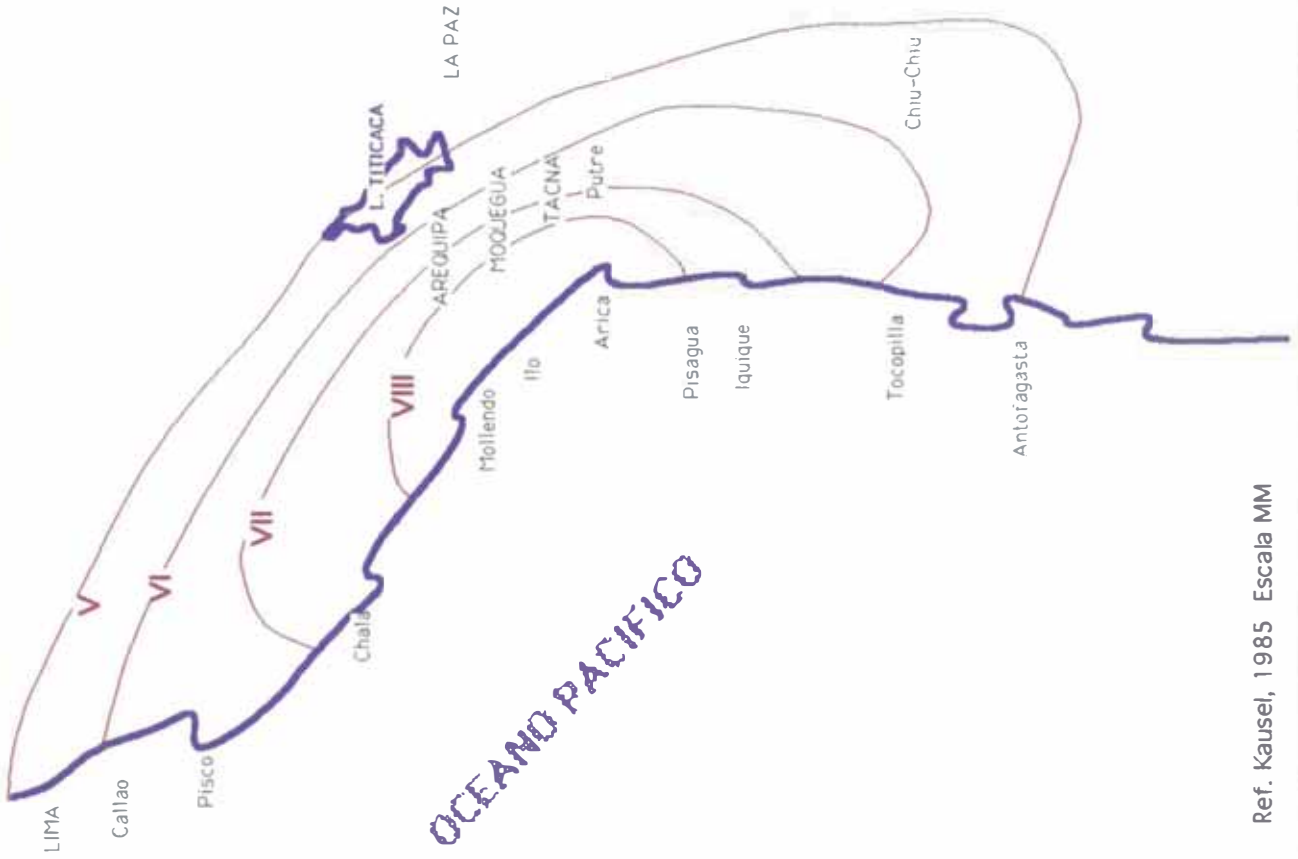 LIMA
Callao
Pisco
Chala
Mollendo
Ilo
Arica
Pisagua
Iquique
Tocopilla
Antofagasta
V
VI
VII
VIII
AREQUIPA
MOQUEGUA
TACNA
Putre
L. TITICACA
LA PAZ
Chiu-Chiu
OCEANO PACIFICO
Ref. Kausel, 1985 Escala MM